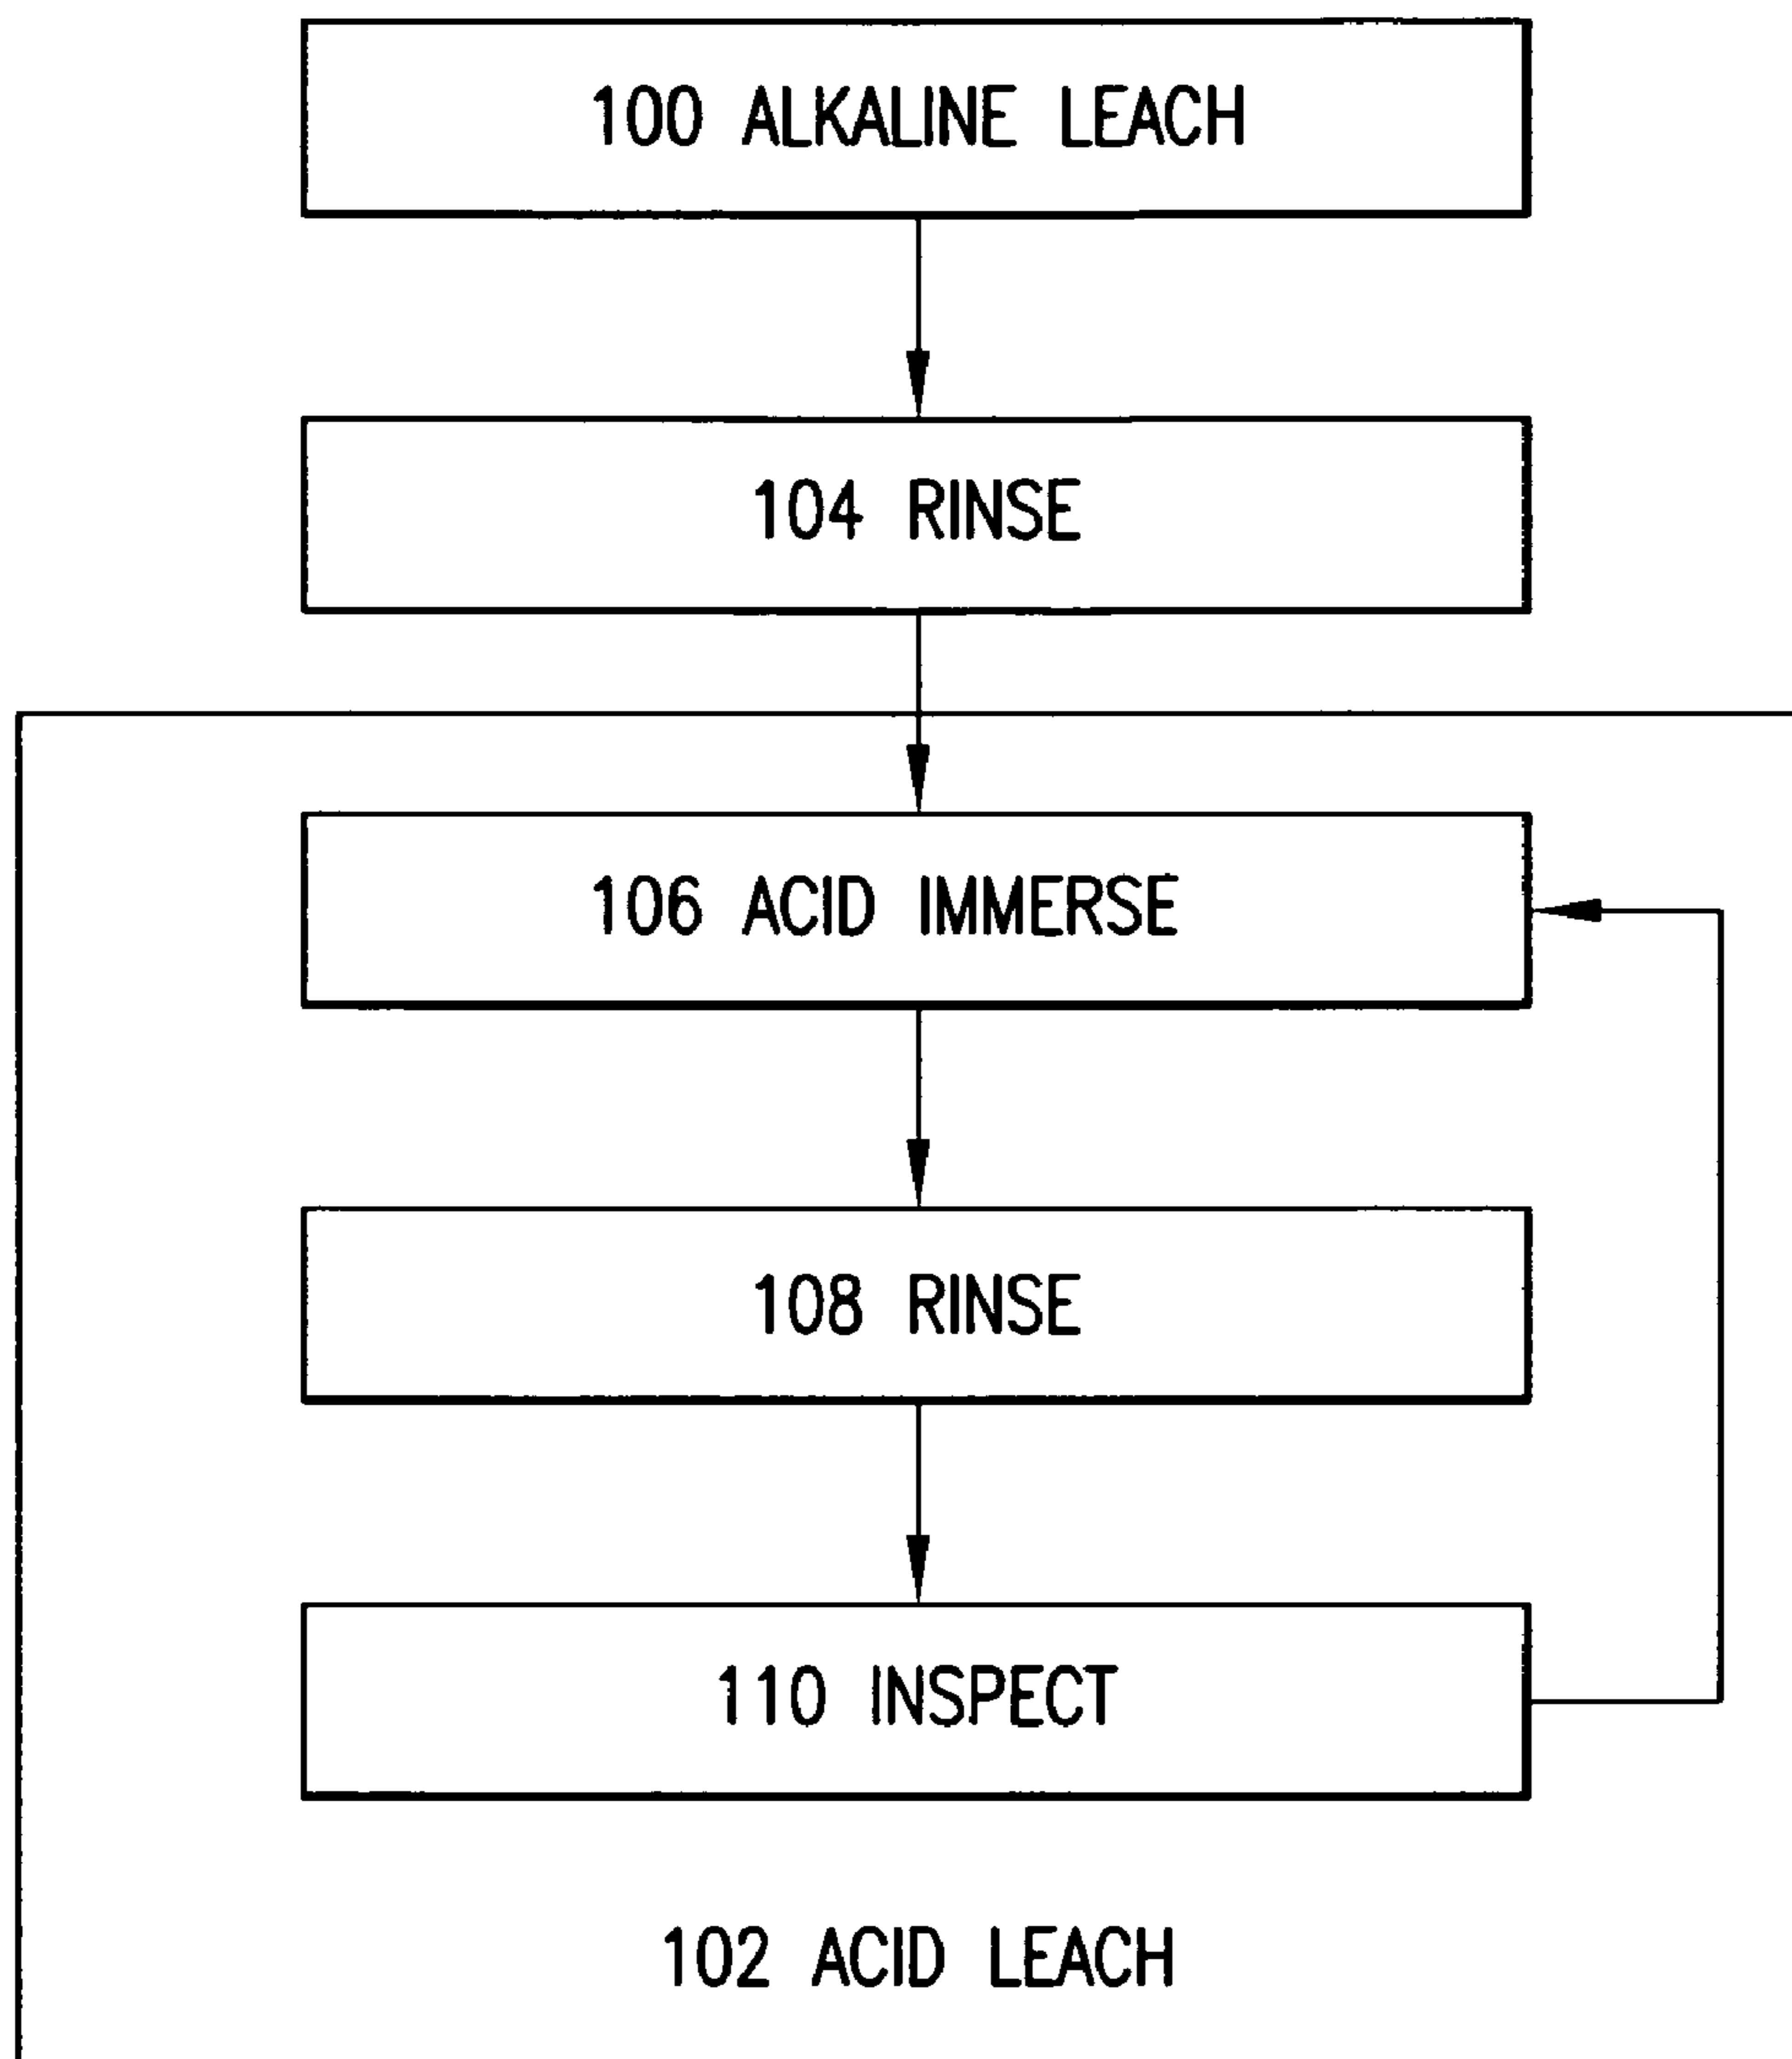 100 ALKALINE LEACH
104 RINSE
106 ACID IMMERSE
108 RINSE
110 INSPECT
102 ACID LEACH